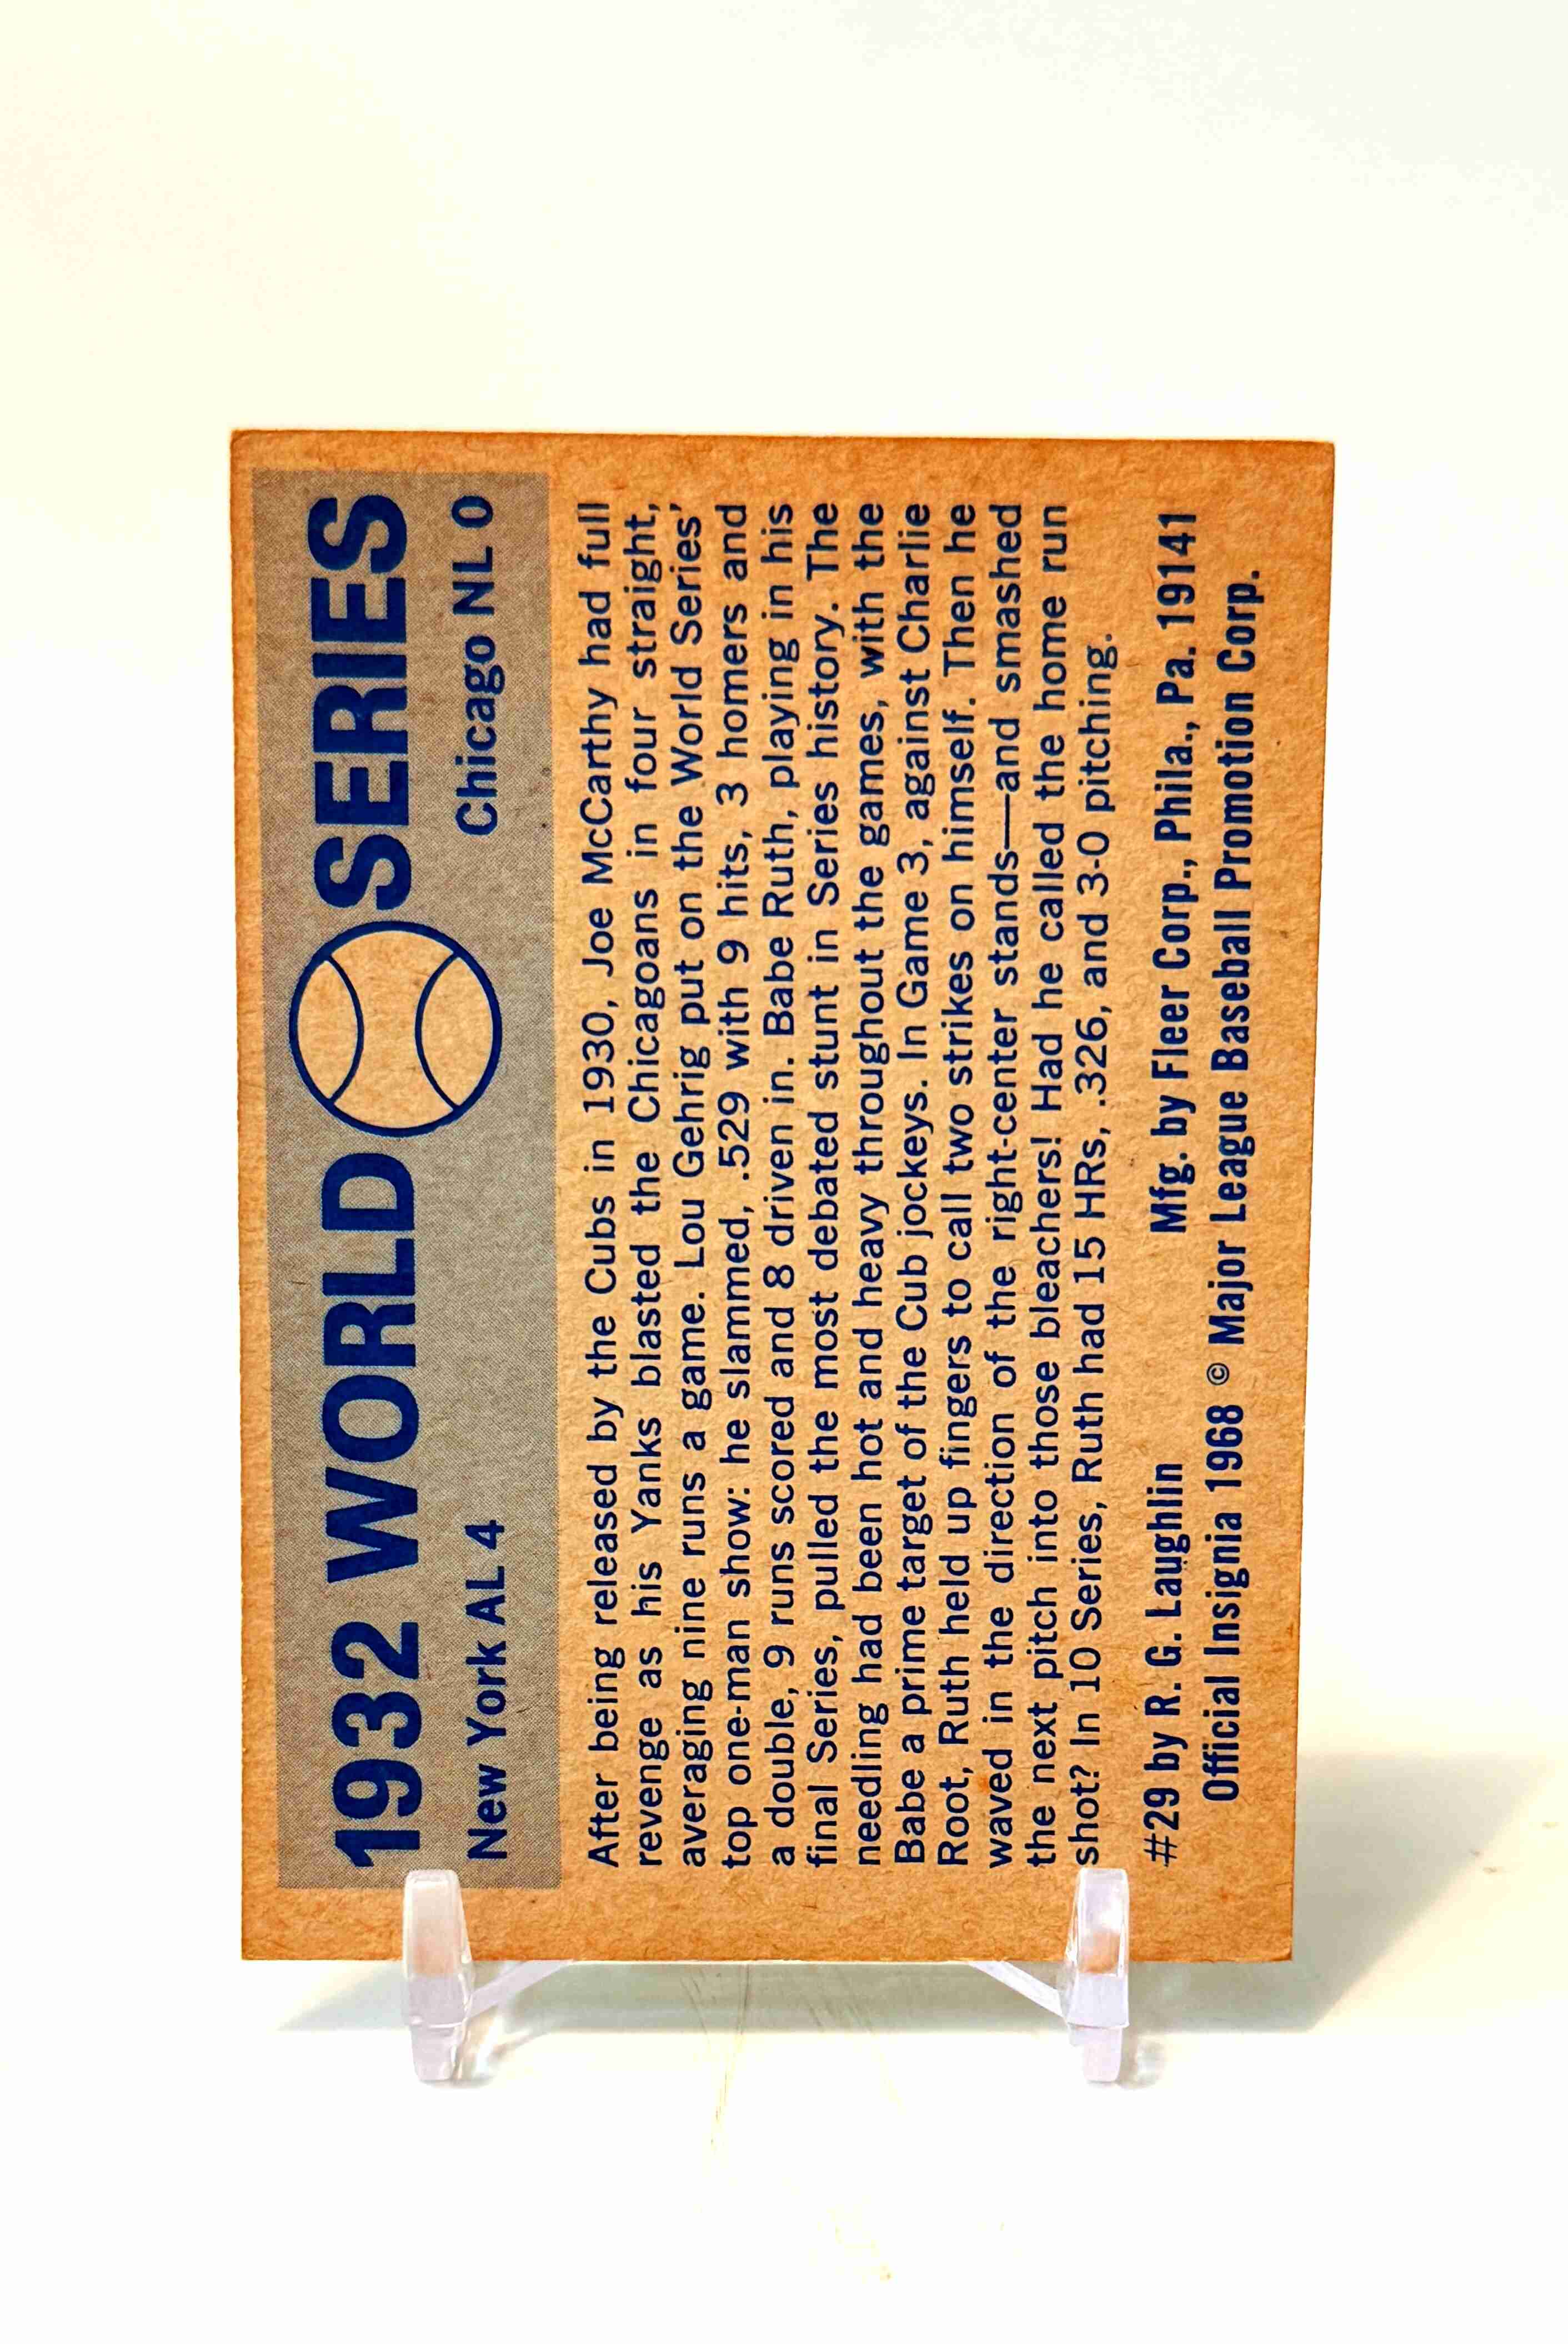 1932 WORLD SERIES
New York AL 4 Chicago NL 0
After being released by the Cubs in 1930, Joe McCarthy had full
revenge as his Yanks blasted the Chicagoans in four straight,
averaging nine runs a game. Lou Gehrig put on the World Series'
top one-man show: he slammed, .529 with 9 hits, 3 homers and
a double, 9 runs scored and 8 driven in. Babe Ruth, playing in his
final Series, pulled the most debated stunt in Series history. The
needling had been hot and heavy throughout the games, with the
Babe a prime target of the Cub jockeys. In Game 3, against Charlie
Root, Ruth held up fingers to call two strikes on himself. Then he
waved in the direction of the right-center stands—and smashed
the next pitch into those bleachers! Had he called the home run
shot? In 10 Series, Ruth had 15 HRs, .326, and 3-0 pitching.
#29 by R. G. Laughlin Mfg. by Fleer Corp., Phila., Pa. 19141
Official Insignia 1968 © Major League Baseball Promotion Corp.